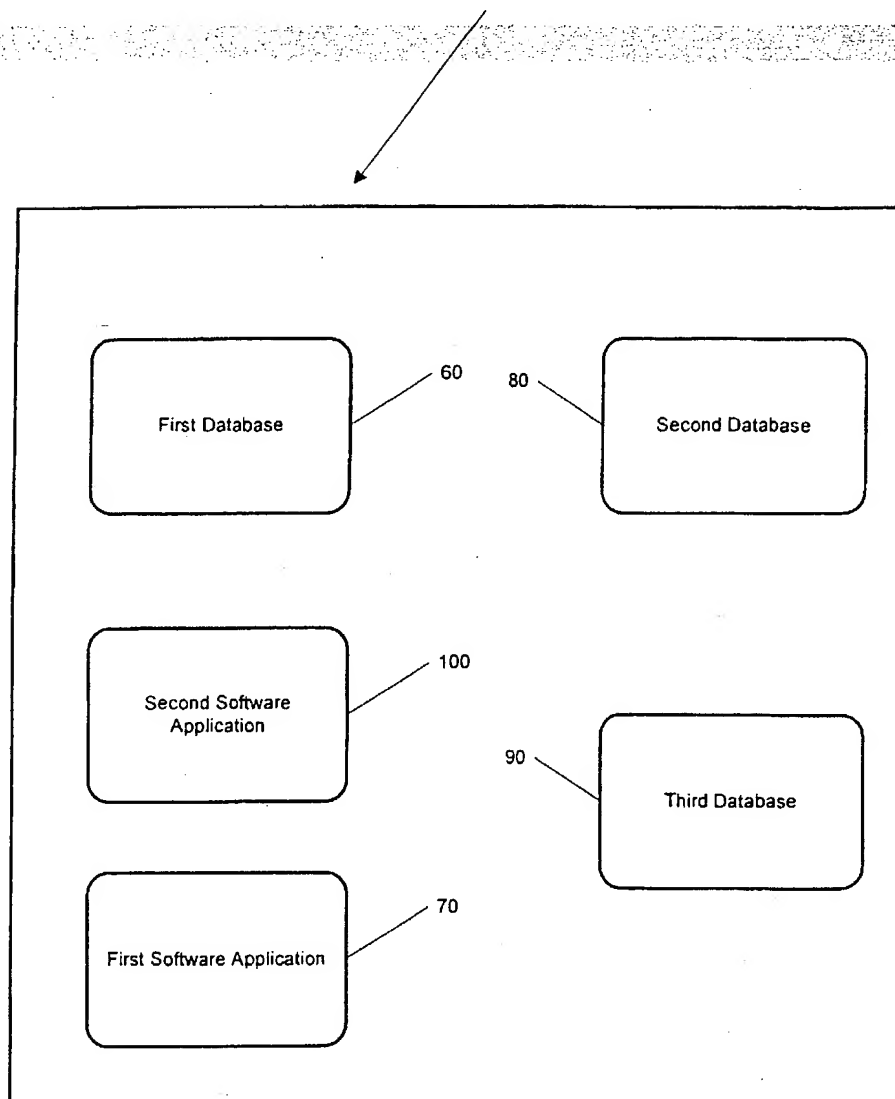 First Database
60
80
Second Database
Second Software
Application
100
90
Third Database
First Software Application
70